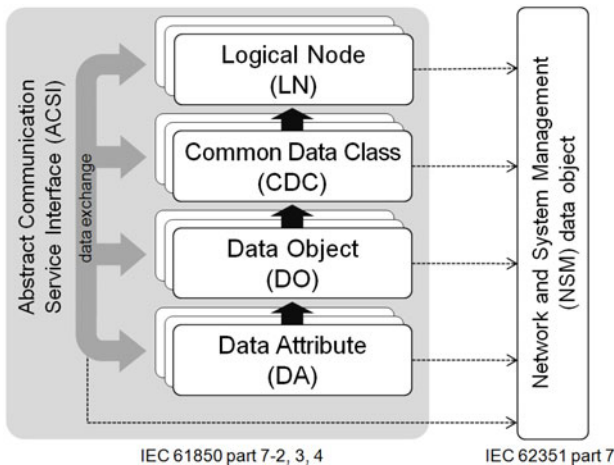 Abstract Communication
Service Interface (ACSI)
data exchange
Logical Node
(LN)
Common Data Class
(CDC)
Data Object
(DO)
Data Attribute
(DA)
Network and System Management
(NSM) data object
IEC 61850 part 7-2, 3, 4
IEC 62351 part 7